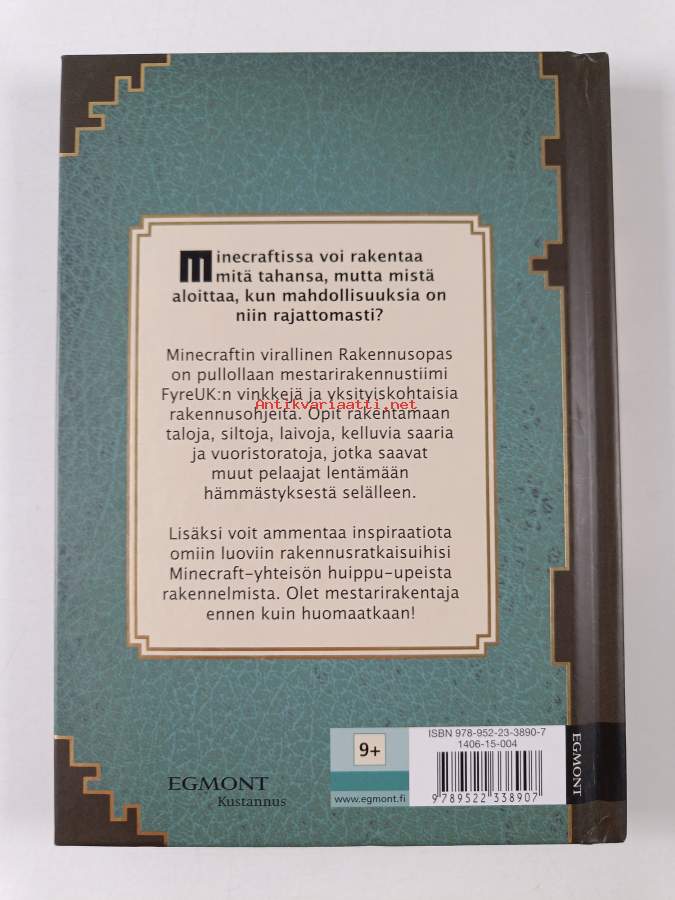 Minecraftissa voi rakentaa
mitä tahansa, mutta mistä
aloittaa, kun mahdollisuuksia on
niin rajattomasti?
Minecraftin virallinen Rakennusopas
on pullollaan mestarirakennustiimi
FyreUK:n vinkkejä ja yksityiskohtaisia
Antikvariaatti.net
rakennusohjeita. Opit rakentamaan
taloja, siltoja, laivoja, kelluvia saaria
ja vuoristoratoja, jotka saavat
muut pelaajat lentämään
hämmästyksestä selälleen.
Lisäksi voit ammentaa inspiraatiota
omiin luoviin rakennusratkaisuihisi
Minecraft-yhteisön huippu-upeista
rakennelmista. Olet mestarirakentaja
ennen kuin huomaatkaan!
EGMONT
Kustannus
9+
www.egmont.fi
ISBN 978-952-23-3890-7
1406-15-004
9 789522 338907
EGMONT